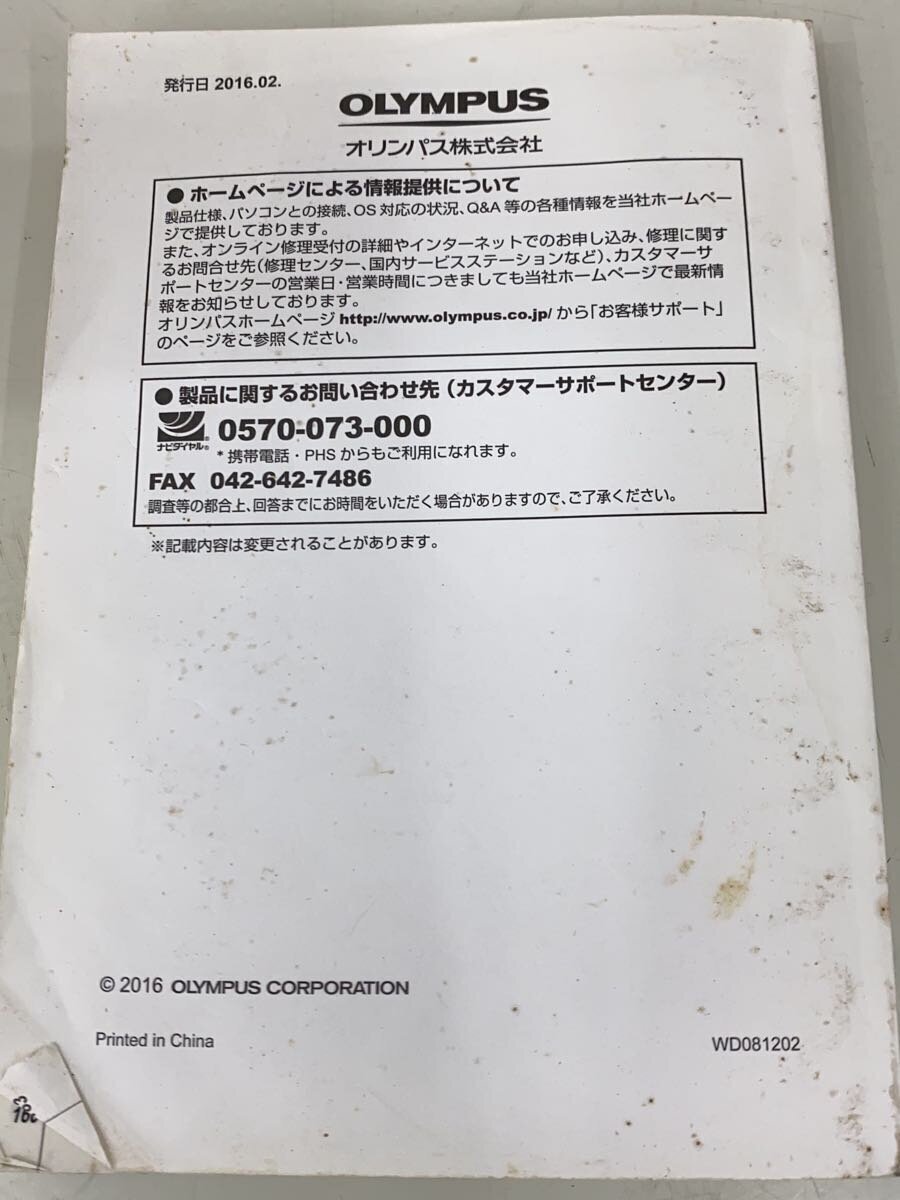 発行日 2016.02.
OLYMPUS
オリンパス株式会社
● ホームページによる情報提供について
製品仕様、パソコンとの接続、OS 対応の状況、Q&A 等の各種情報を当社ホームペー
ジで提供しております。
また、オンライン修理受付の詳細やインターネットでのお申し込み、修理に関す
るお問合せ先（修理センター、国内サービスステーションなど）、カスタマーサ
ポートセンターの営業日・営業時間につきましても当社ホームページで最新情
報をお知らせしております。
オリンパスホームページ http://www.olympus.co.jp/ から「お客様サポート」
のページをご参照ください。
● 製品に関するお問い合わせ先（カスタマーサポートセンター）
ナビダイヤル® 0570-073-000
* 携帯電話・PHS からもご利用になれます。
FAX 042-642-7486
調査等の都合上、回答までにお時間をいただく場合がありますので、ご了承ください。
※記載内容は変更されることがあります。
© 2016 OLYMPUS CORPORATION
Printed in China
WD081202